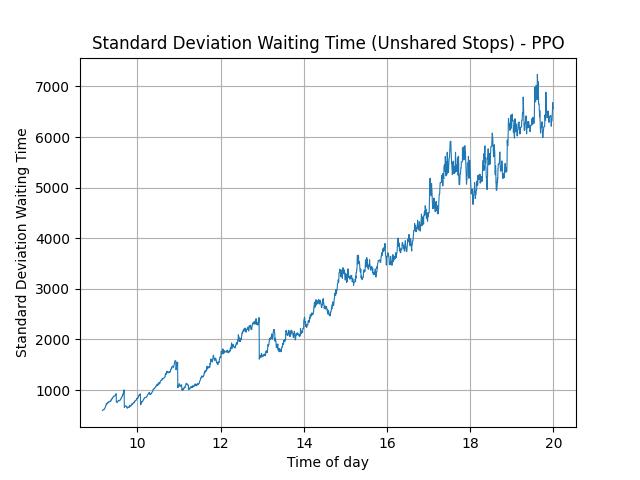 Standard Deviation Waiting Time (Unshared Stops) - PPO
Standard Deviation Waiting Time
7000
6000
5000
4000
3000
2000
1000
10 12 14 16 18 20
Time of day